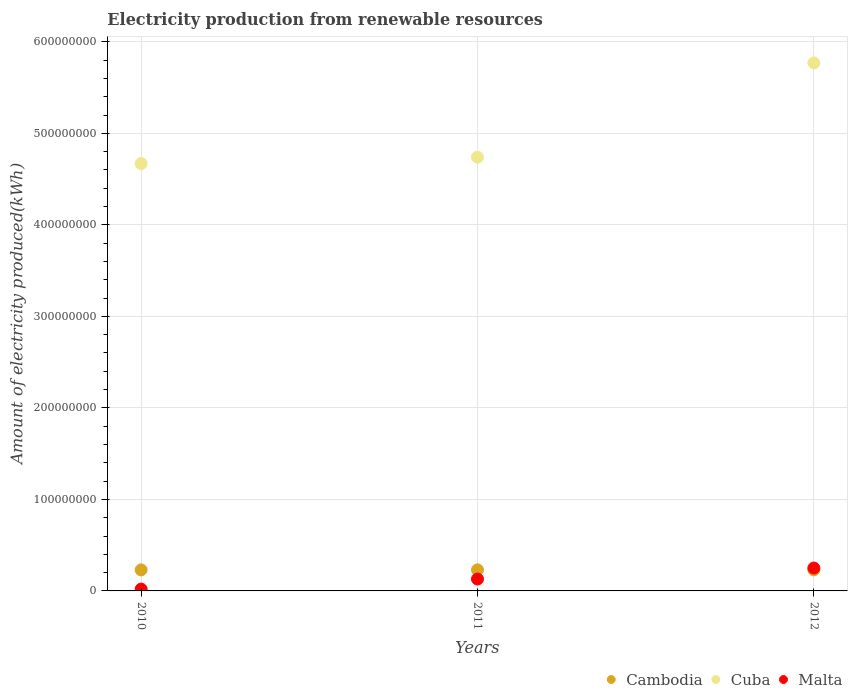 Electricity production from renewable resources
Amount of electricity produced(kWh)
600000000
500000000
400000000
300000000
200000000
100000000
0
2010
2011
2012
Years
Cambodia
Cuba
Malta